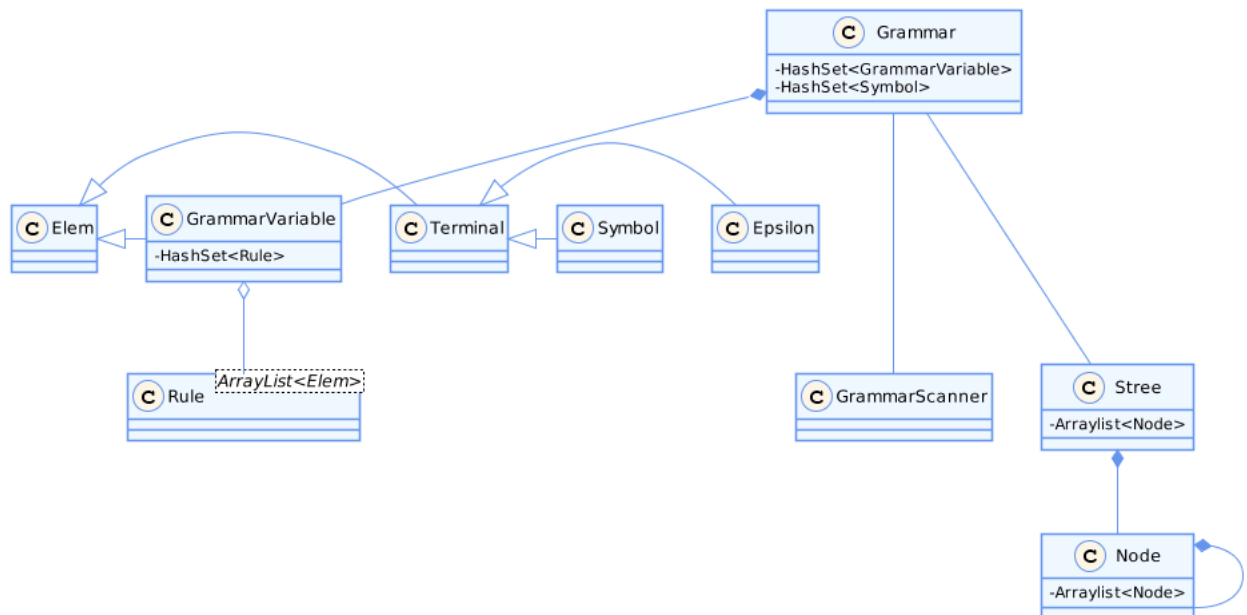 C Grammar
-HashSet<GrammarVariable>
-HashSet<Symbol>
C Elem
C GrammarVariable
-HashSet<Rule>
C Terminal
C Symbol
C Epsilon
ArrayList<Elem>
C Rule
C GrammarScanner
C Stree
-Arraylist<Node>
C Node
-Arraylist<Node>